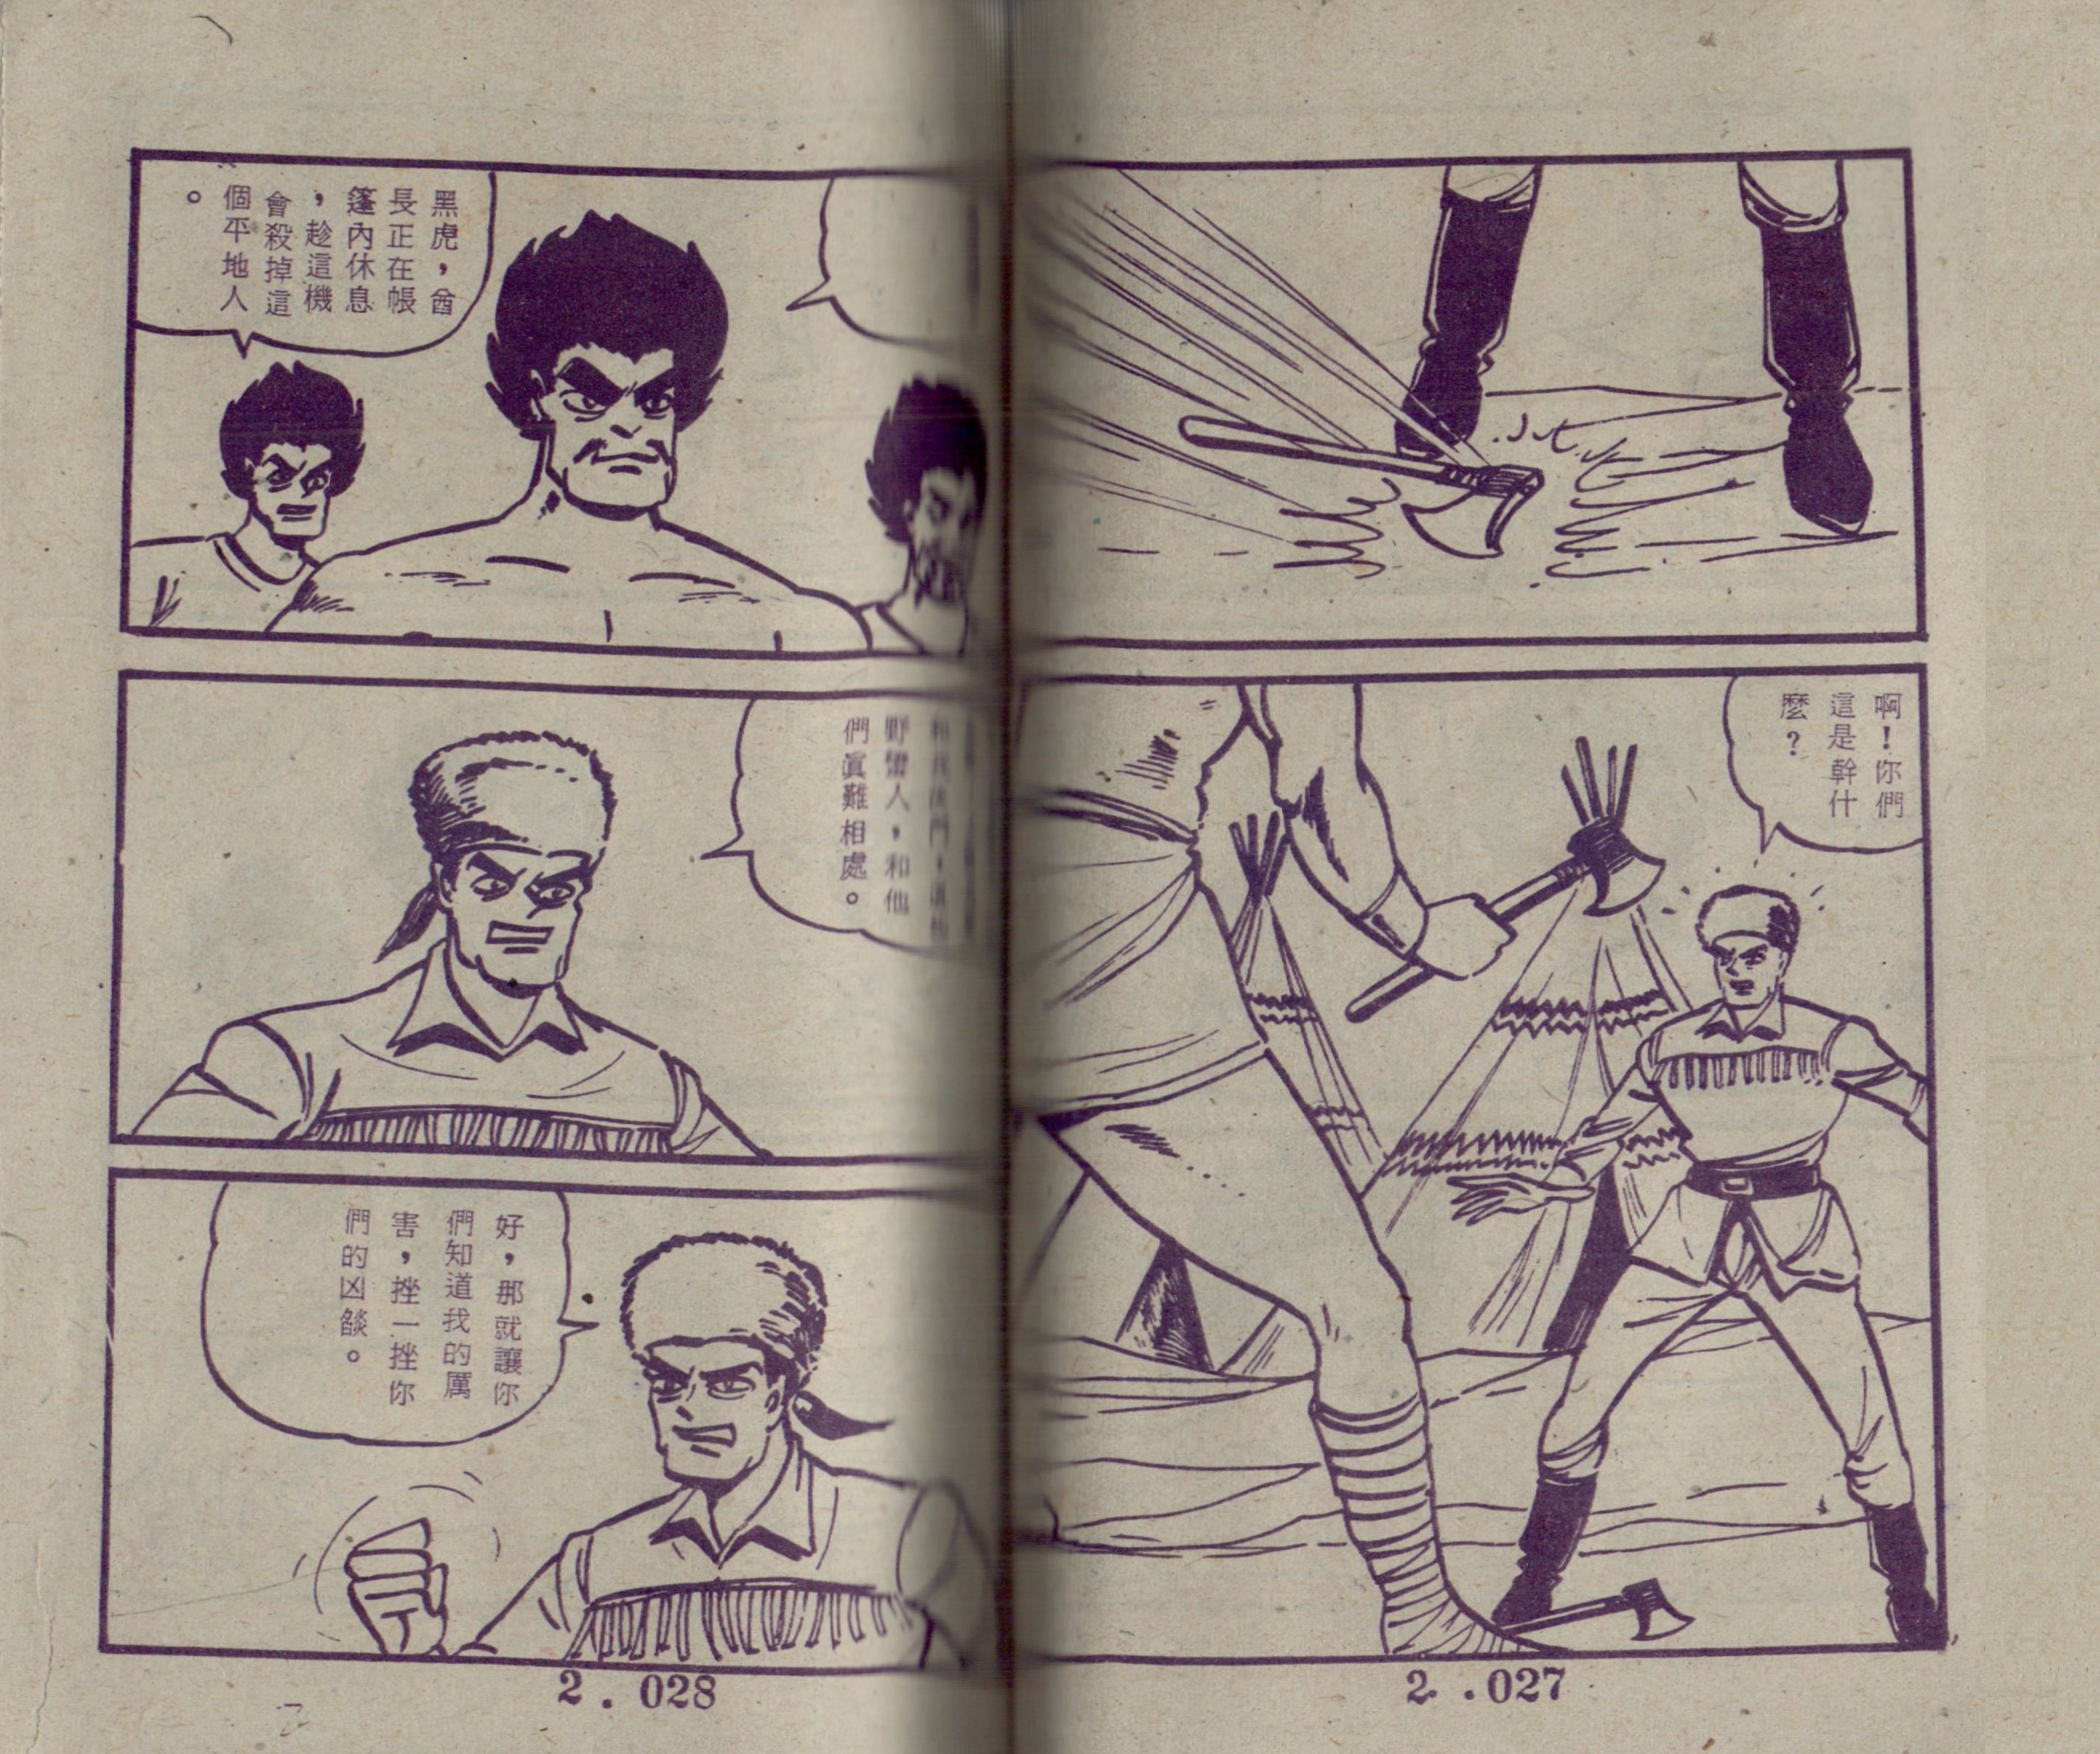 啊！你們
這是幹什
麼？
2.027
黑虎，酋
長正在帳
篷內休息
，趁這機
會殺掉這
個平地人
。
野蠻人，和他
們眞難相處。
好，那就讓你
們知道我的厲
害，挫一挫你
們的凶燄。
2.028